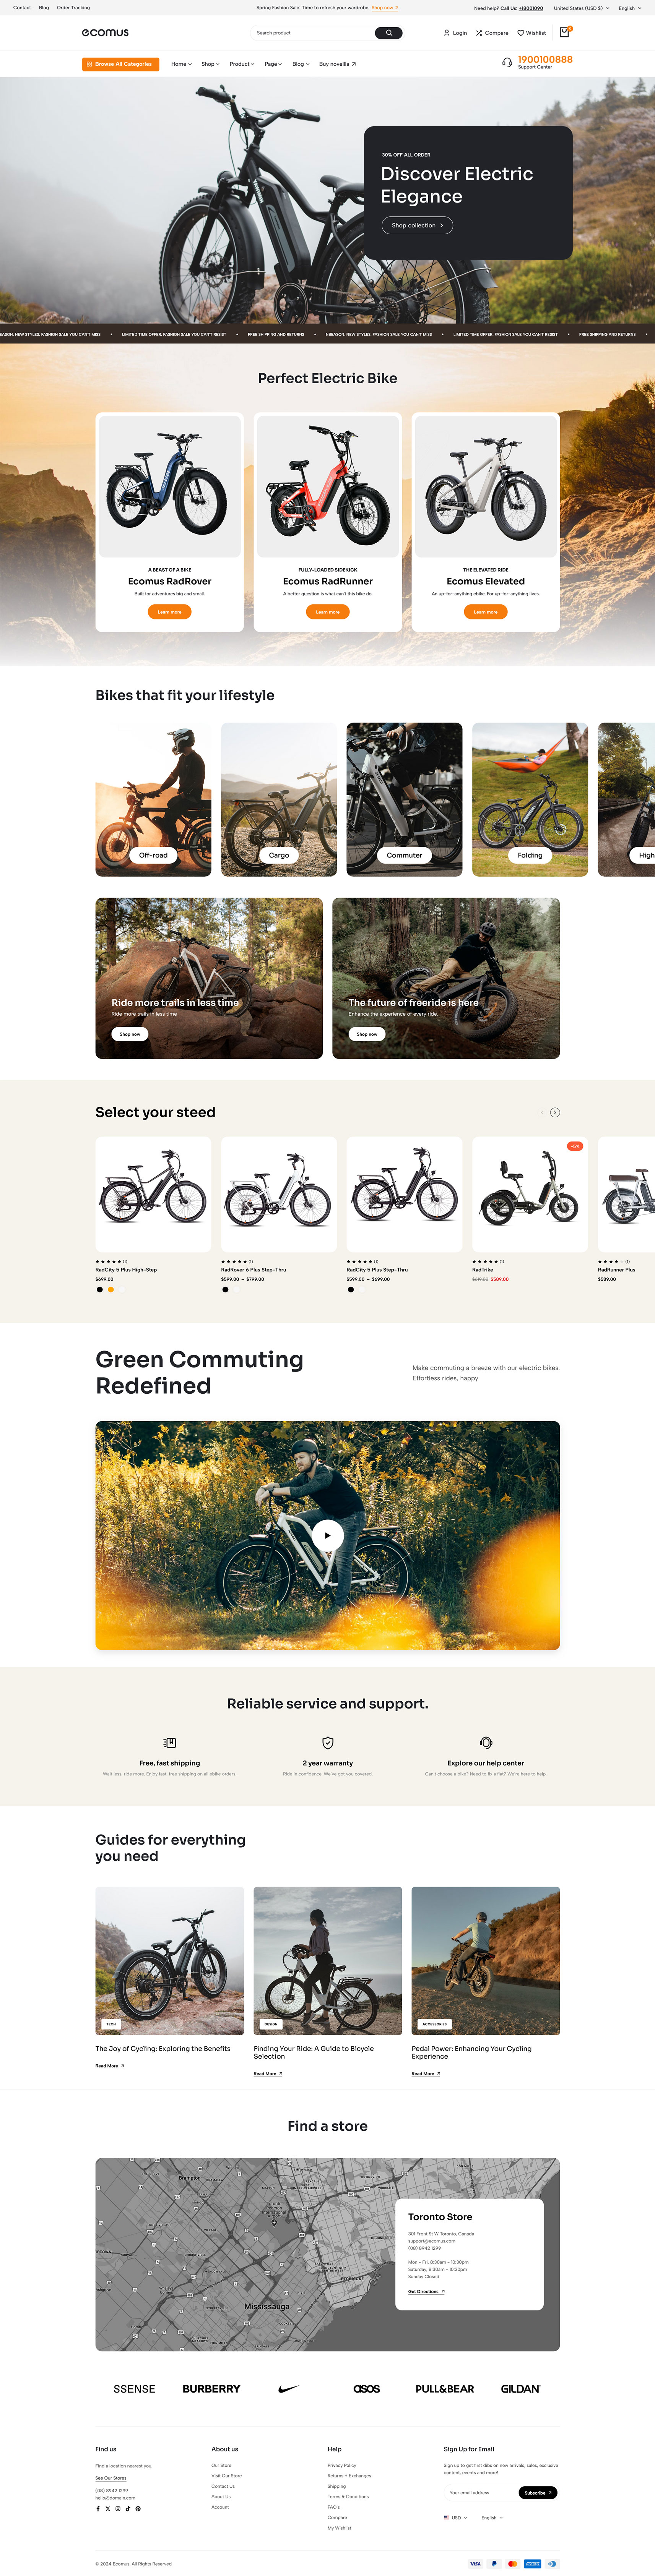 Contact Blog Order Tracking
Spring Fashion Sale: Time to refresh your wardrobe. Shop now
Need help? Call Us: +18001090
United States (USD $) English
ecomus
Search product
Login Compare Wishlist
Browse All Categories
Home Shop Product Page Blog Buy novellla
1900100888
Support Center
30% OFF ALL ORDER
Discover Electric
Elegance
Shop collection
EASON, NEW STYLES: FASHION SALE YOU CAN'T MISS • LIMITED TIME OFFER: FASHION SALE YOU CAN'T RESIST • FREE SHIPPING AND RETURNS • NSEASON, NEW STYLES: FASHION SALE YOU CAN'T MISS • LIMITED TIME OFFER: FASHION SALE YOU CAN'T RESIST • FREE SHIPPING AND RETURNS •
Perfect Electric Bike
A BEAST OF A BIKE
Ecomus RadRover
Built for adventures big and small.
Learn more
FULLY-LOADED SIDEKICK
Ecomus RadRunner
A better question is what can't this bike do.
Learn more
THE ELEVATED RIDE
Ecomus Elevated
An up-for-anything ebike. For up-for-anything lives.
Learn more
Bikes that fit your lifestyle
Off-road
Cargo
Commuter
Folding
High
Ride more trails in less time
Ride more trails in less time
Shop now
The future of freeride is here
Enhance the experience of every ride.
Shop now
Select your steed
-15%
(1)
RadCity 5 Plus High-Step
$699.00
(1)
RadRover 6 Plus Step-Thru
$599.00 – $799.00
(1)
RadCity 5 Plus Step-Thru
$599.00 – $699.00
(1)
RadTrike
$589.00
(1)
RadRunner Plus
$589.00
Green Commuting
Redefined
Make commuting a breeze with our electric bikes.
Effortless rides, happy
Reliable service and support.
Free, fast shipping
Wait less, ride more. Enjoy fast, free shipping on all ebike orders.
2 year warranty
Ride in confidence. We've got you covered.
Explore our help center
Can't choose a bike? Need to fix a flat? We're here to help.
Guides for everything
you need
TECH
The Joy of Cycling: Exploring the Benefits
Read More
DESIGN
Finding Your Ride: A Guide to Bicycle
Selection
Read More
ACCESSORIES
Pedal Power: Enhancing Your Cycling
Experience
Read More
Find a store
Brampton
Mississauga
Toronto Store
301 Front St W Toronto, Canada
support@ecomus.com
(08) 8942 1299
Mon - Fri, 8:30am - 10:30pm
Saturday, 8:30am - 10:30pm
Sunday Closed
Get Directions
SSENSE
BURBERRY
asos
PULL&BEAR
GILDAN
Find us
Find a location nearest you.
See Our Stores
(08) 8942 1299
hello@domain.com
About us
Our Store
Visit Our Store
Contact Us
About Us
Account
Help
Privacy Policy
Returns + Exchanges
Shipping
Terms & Conditions
FAQ's
Compare
My Wishlist
Sign Up for Email
Sign up to get first dibs on new arrivals, sales, exclusive
content, events and more!
Your email address
Subscribe
USD English
© 2024 Ecomus. All Rights Reserved
VISA